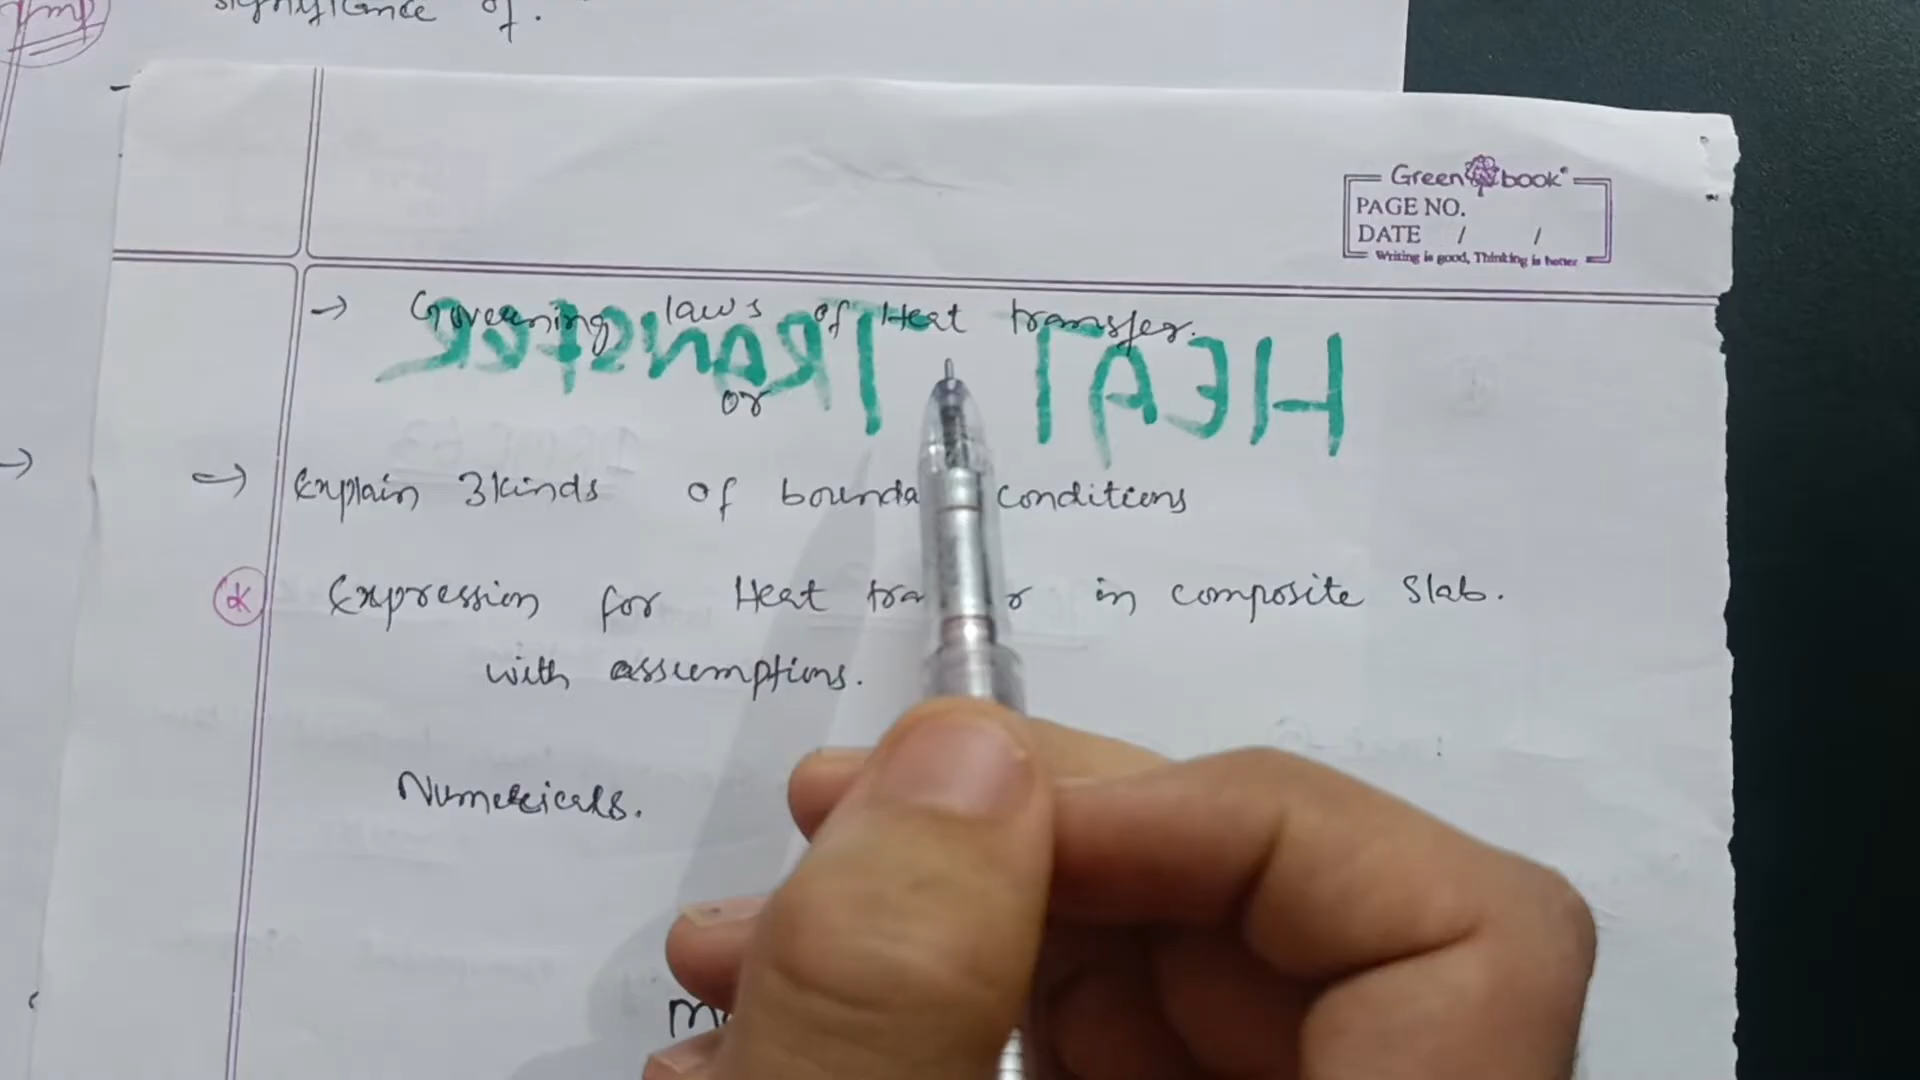 significance of.
Green book
PAGE NO.
DATE / /
Writing is good, Thinking is better
→ Governing laws of Heat transfer.
HEAT TRansfeR
or
→ Explain 3kinds of bounda conditions
Expression for Heat tra r in composite Slab.
with assumptions.
Numericals.